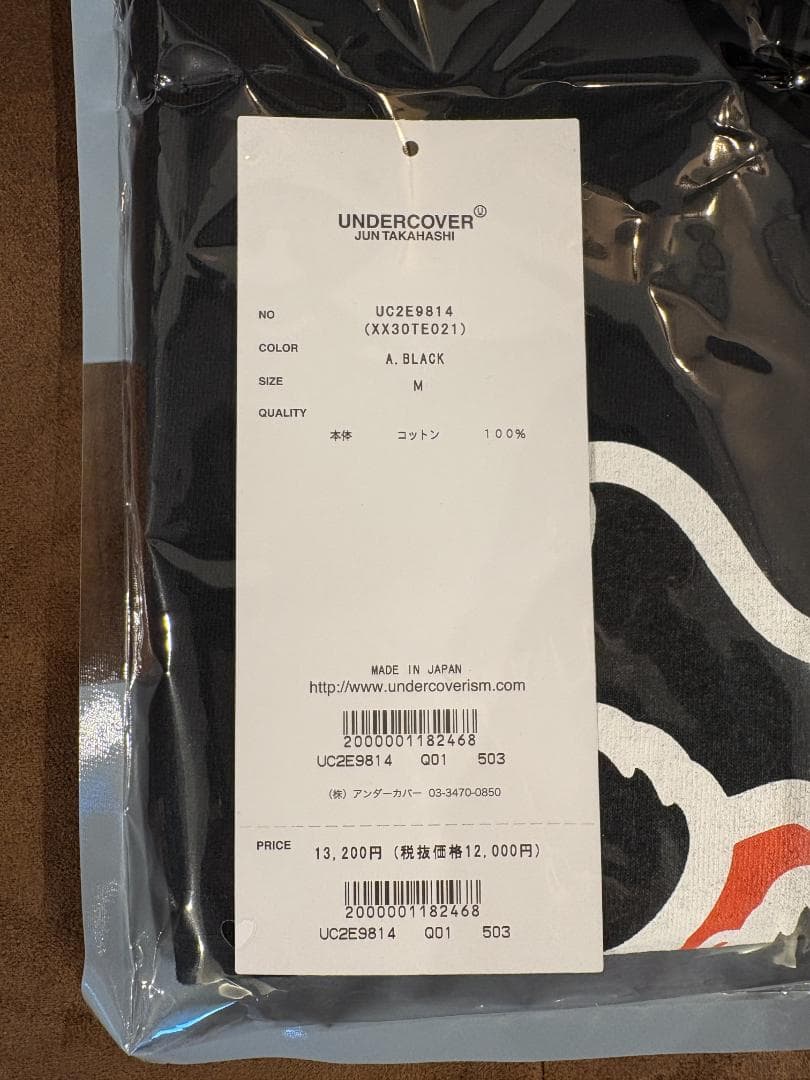 UNDERCOVER Ⓤ
JUN TAKAHASHI
NO UC2E9814
(XX30TE021)
COLOR A.BLACK
SIZE M
QUALITY
本体 コットン 100%
MADE IN JAPAN
http://www.undercoverism.com
2000001182468
UC2E9814 Q01 503
(株) アンダーカバー 03-3470-0850
PRICE 13,200円 (税抜価格12,000円)
2000001182468
UC2E9814 Q01 503